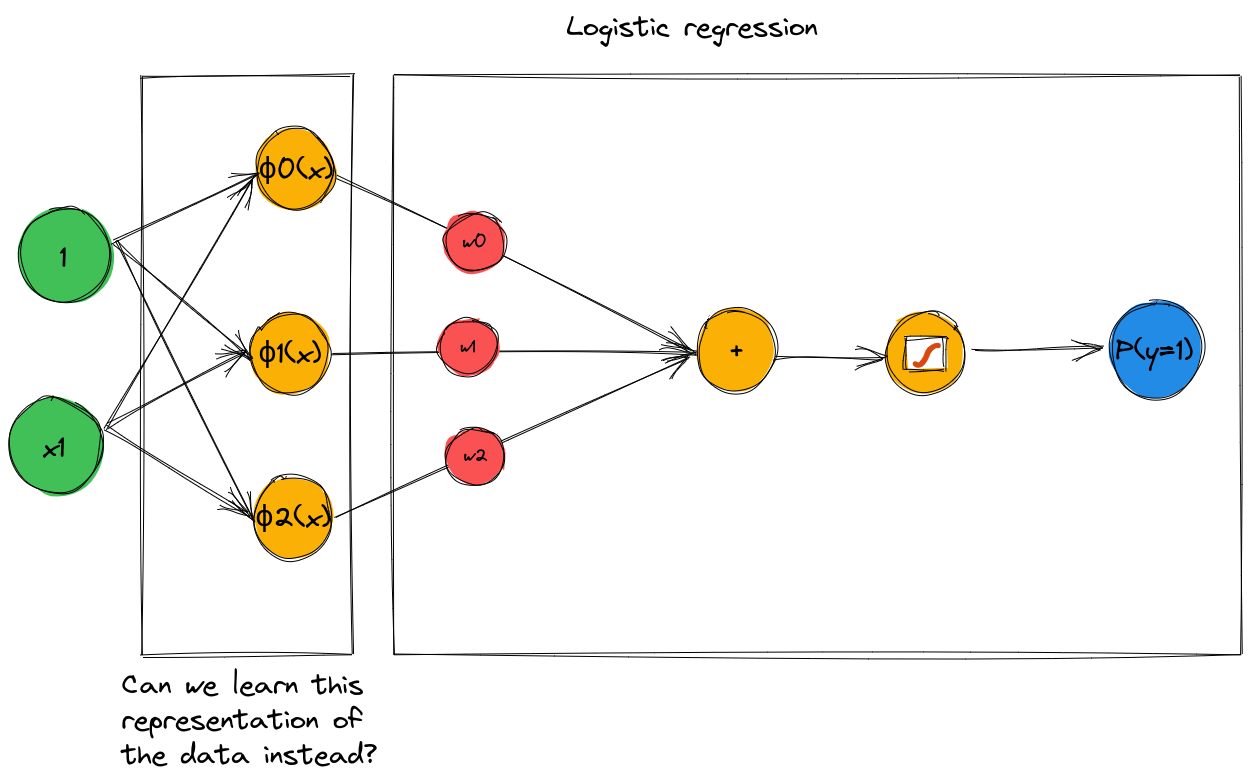 Logistic regression
1
x1
ϕ0(x)
ϕ1(x)
ϕ2(x)
w0
w1
w2
+
P(y=1)
Can we learn this
representation of
the data instead?